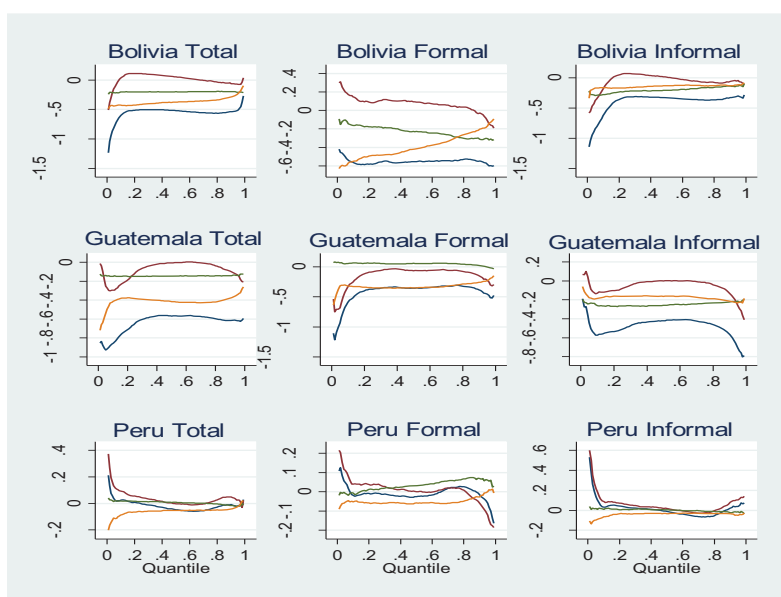 Bolivia Total Bolivia Formal Bolivia Informal
0 -.5 -1 -1.5
0 .2 .4 .6 .8 1
.4 .2 0 -.2 -.4 -.6
0 .2 .4 .6 .8 1
0 -.5 -1 -1.5
0 .2 .4 .6 .8 1
Guatemala Total Guatemala Formal Guatemala Informal
0 -.2 -.4 -.6 -.8 -1
0 .2 .4 .6 .8 1
0 -.5 -1 -1.5
0 .2 .4 .6 .8 1
.2 0 -.2 -.4 -.6 -.8
0 .2 .4 .6 .8 1
Peru Total Peru Formal Peru Informal
.4 .2 0 -.2
0 .2 .4 .6 .8 1
Quantile
.2 .1 0 -.1 -.2
0 .2 .4 .6 .8 1
Quantile
.6 .4 .2 0 -.2
0 .2 .4 .6 .8 1
Quantile